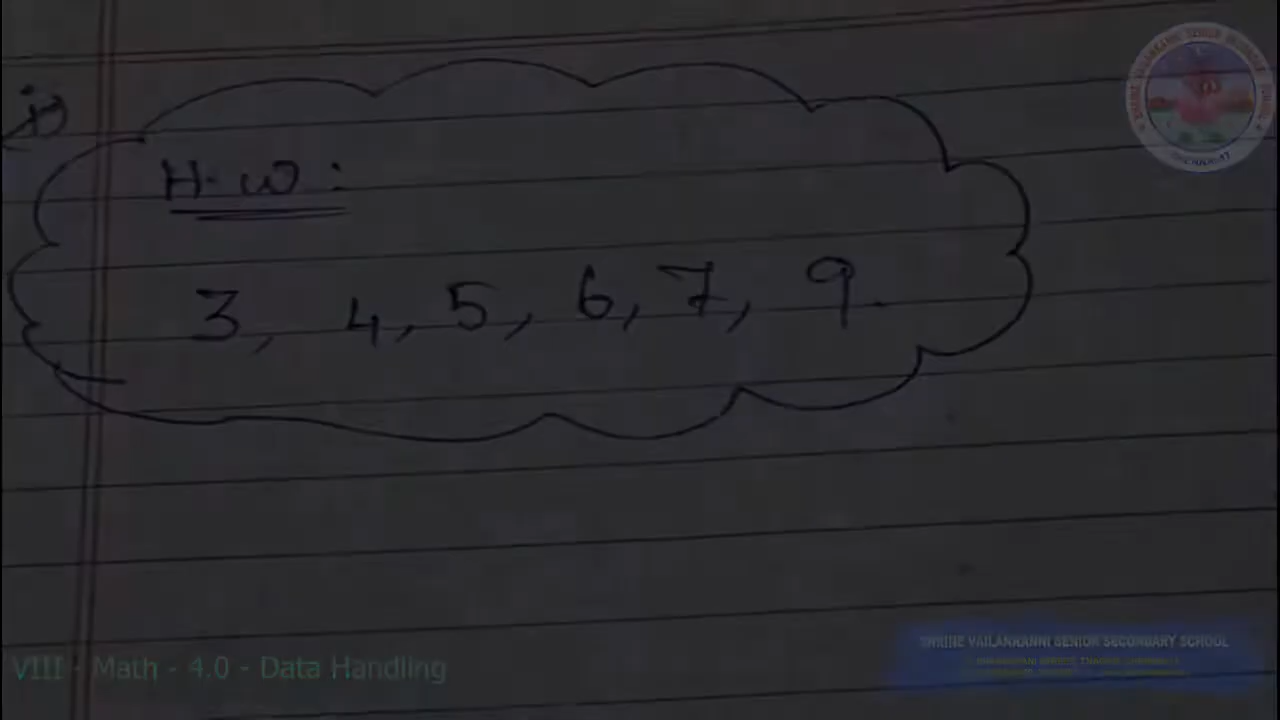 H.W:
3, 4, 5, 6, 7, 9.
VIII - Math - 4.0 - Data Handling
SHRINE VAILANKANNI SENIOR SECONDARY SCHOOL